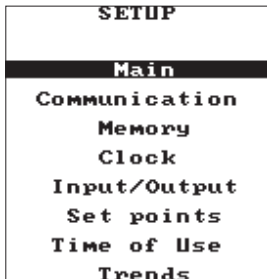 SETUP
Main
Communication
Memory
Clock
Input/Output
Set points
Time of Use
Trends